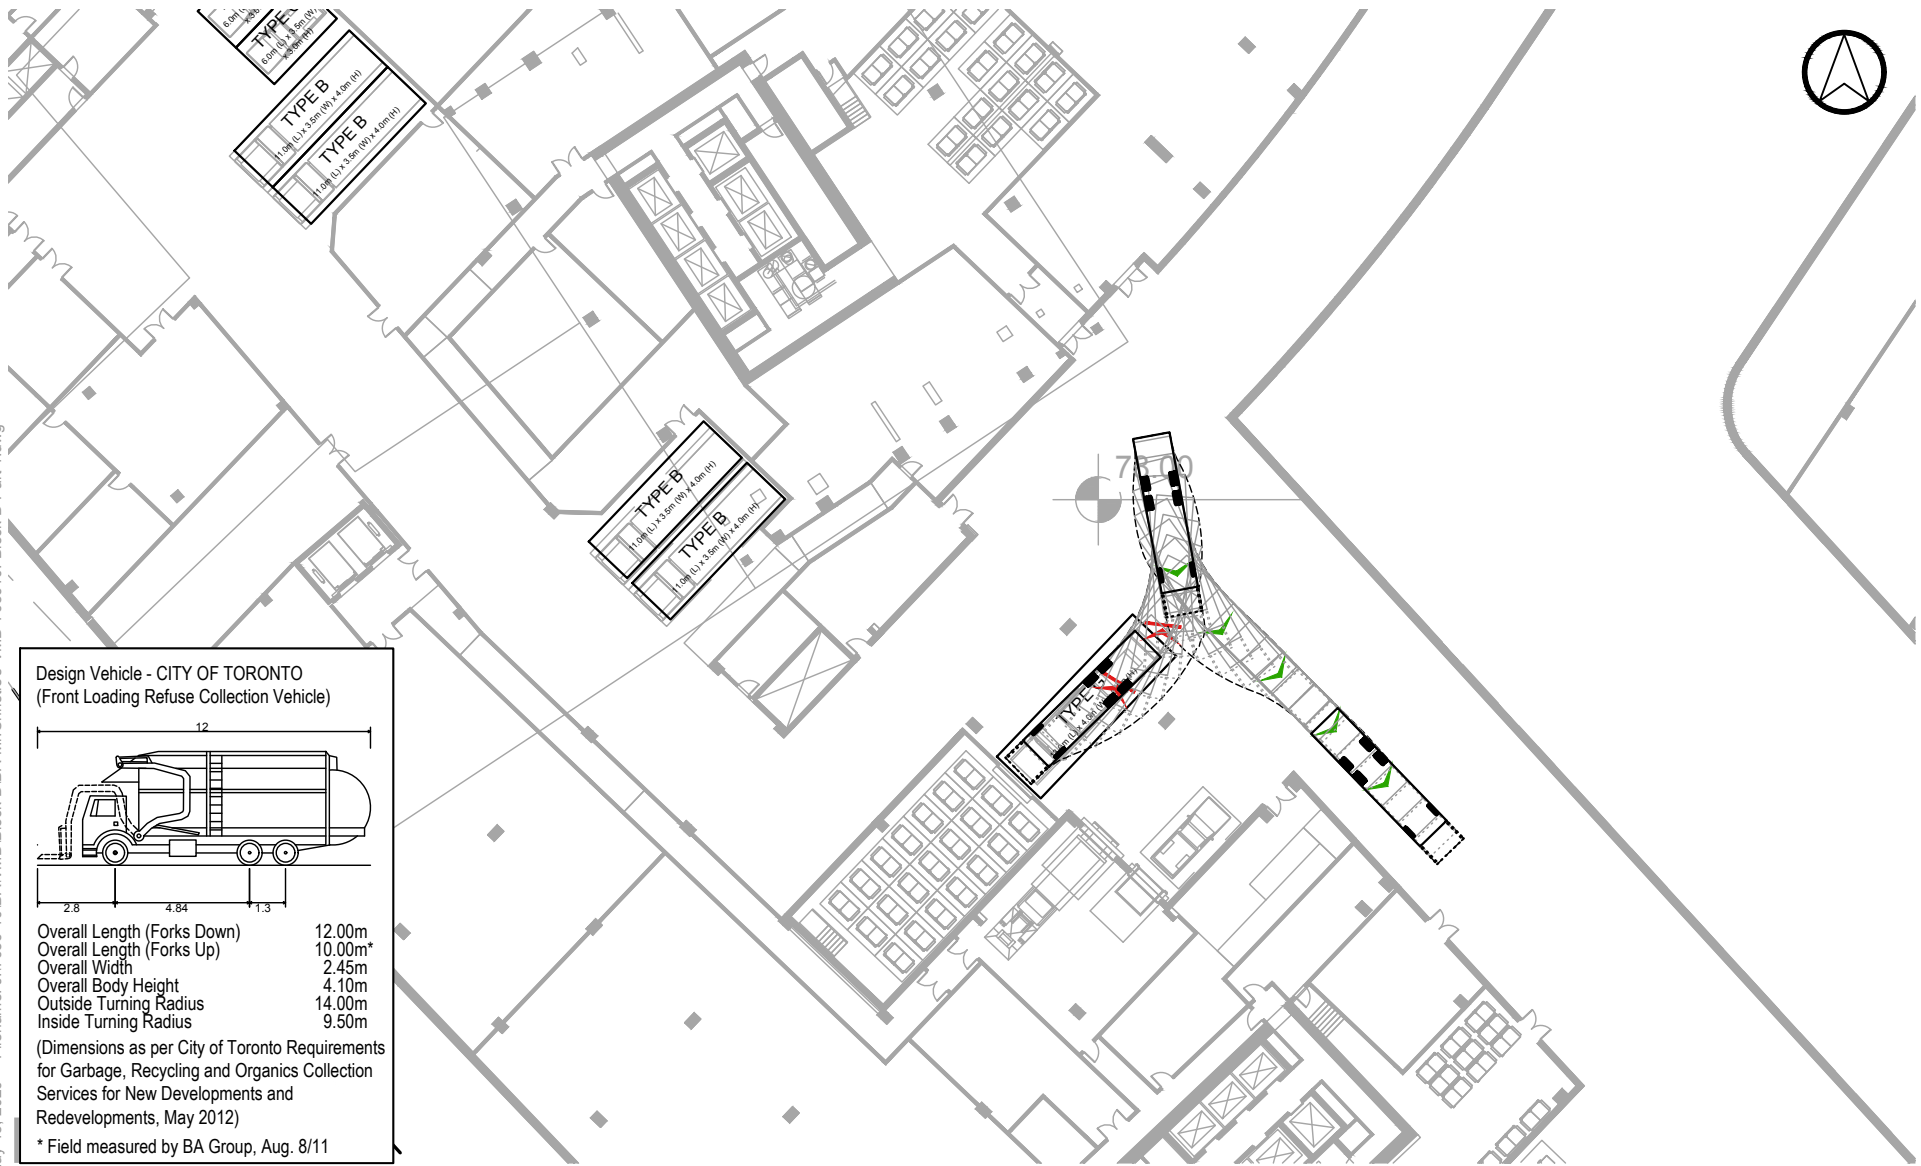 TYPE
6.0m (L) x 3.5m (W)
x 3.0m (H)
TYPE B
11.0m (L) x 3.5m (W) x 4.0m (H)
TYPE B
11.0m (L) x 3.5m (W) x 4.0m (H)
TYPE B
11.0m (L) x 3.5m (W) x 4.0m (H)
TYPE B
11.0m (L) x 3.5m (W) x 4.0m (H)
73.00
TYPE
Design Vehicle - CITY OF TORONTO
(Front Loading Refuse Collection Vehicle)
12
2.8 4.84 1.3
Overall Length (Forks Down) 12.00m
Overall Length (Forks Up) 10.00m*
Overall Width 2.45m
Overall Body Height 4.10m
Outside Turning Radius 14.00m
Inside Turning Radius 9.50m
(Dimensions as per City of Toronto Requirements
for Garbage, Recycling and Organics Collection
Services for New Developments and
Redevelopments, May 2012)
* Field measured by BA Group, Aug. 8/11